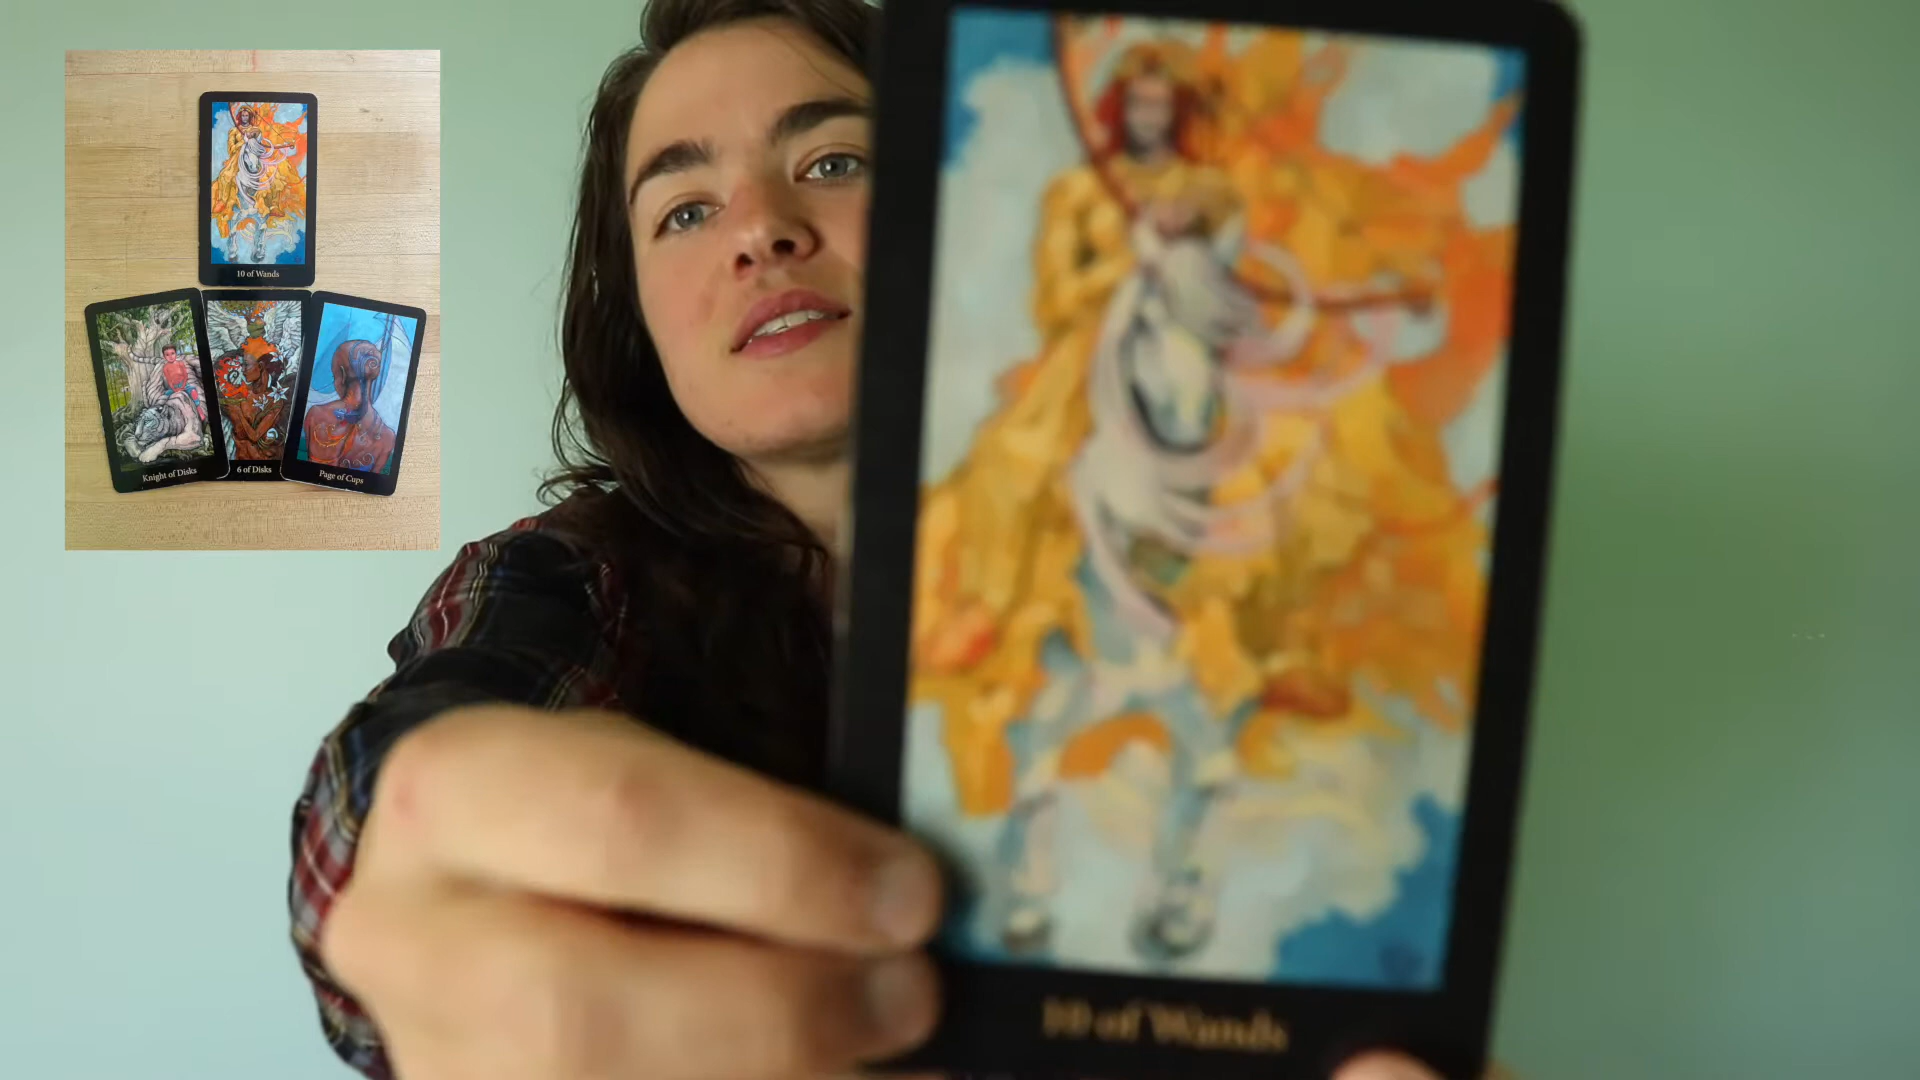 10 of Wands
Knight of Disks
6 of Disks
Page of Cups
10 of Wands